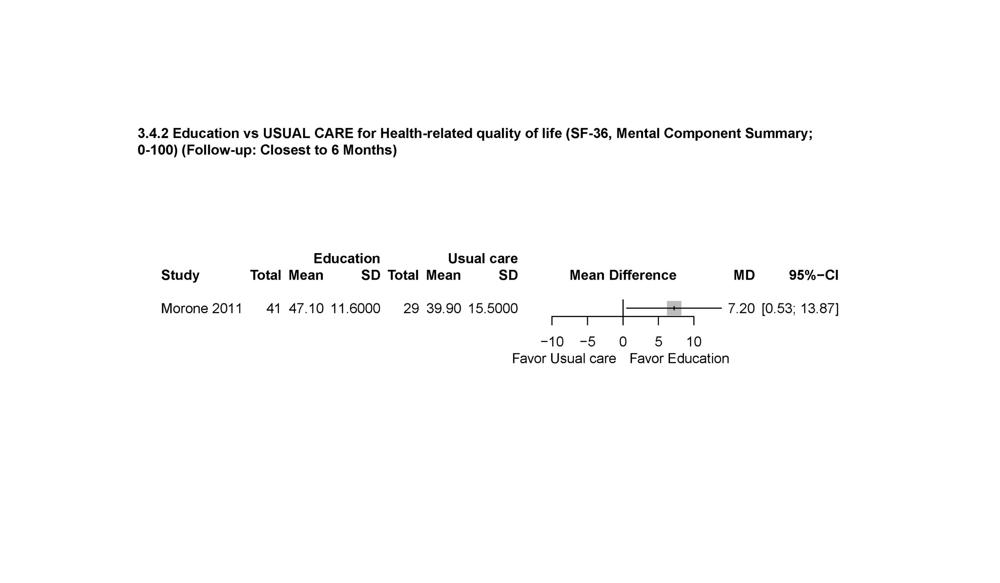 3.4.2 Education vs USUAL CARE for Health-related quality of life (SF-36, Mental Component Summary;
0-100) (Follow-up: Closest to 6 Months)
Education Usual care
Study Total Mean SD Total Mean SD Mean Difference MD 95%−CI
Morone 2011 41 47.10 11.6000 29 39.90 15.5000 7.20 [0.53; 13.87]
−10 −5 0 5 10
Favor Usual care Favor Education